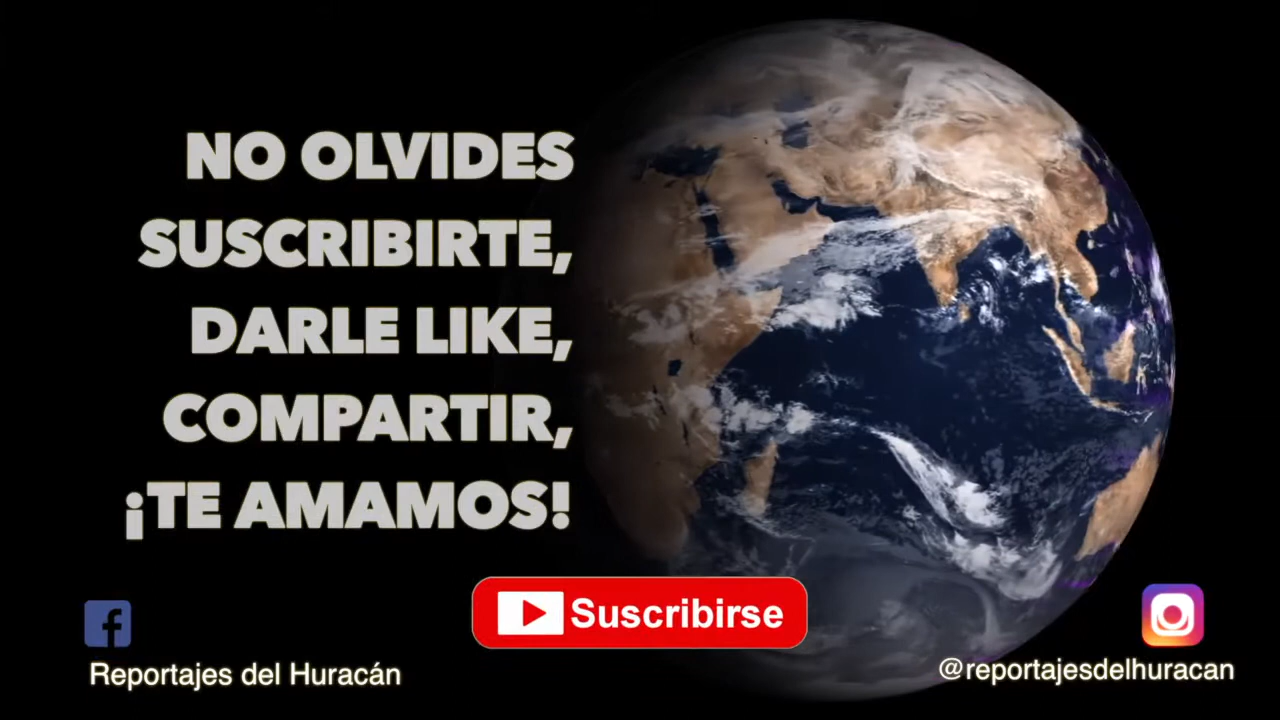 NO OLVIDES
SUSCRIBIRTE,
DARLE LIKE,
COMPARTIR,
¡TE AMAMOS!
Suscribirse
Reportajes del Huracán
@reportajesdelhuracan